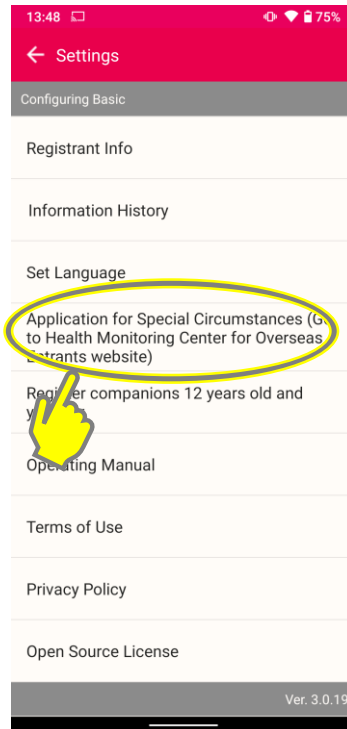 13:48 75%
← Settings
Configuring Basic
Registrant Info
Information History
Set Language
Application for Special Circumstances (G
to Health Monitoring Center for Overseas
Entrants website)
Register companions 12 years old and
Operating Manual
Terms of Use
Privacy Policy
Open Source License
Ver. 3.0.19